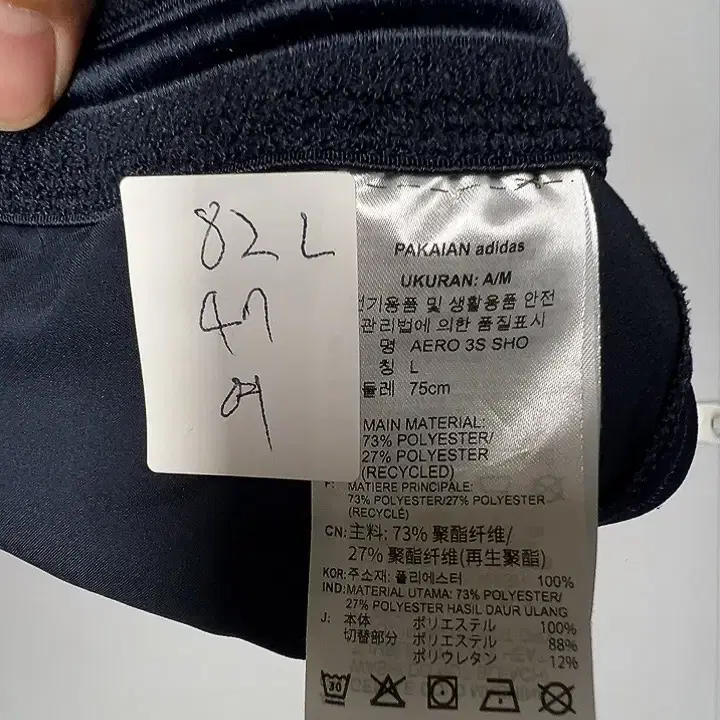 82 L
47
여
PAKAIAN adidas
UKURAN: A/M
전기용품 및 생활용품 안전
관리법에 의한 품질표시
명 AERO 3S SHO
칭 L
둘레 75cm
MAIN MATERIAL:
73% POLYESTER/
27% POLYESTER
(RECYCLED)
F: MATIERE PRINCIPALE:
73% POLYESTER/27% POLYESTER
(RECYCLÉ)
CN: 主料: 73% 聚酯纤维/
27% 聚酯纤维(再生聚酯)
KOR: 주소재: 폴리에스터 100%
IND: MATERIAL UTAMA: 73% POLYESTER/
27% POLYESTER HASIL DAUR ULANG
J: 本体 ポリエステル 100%
切替部分 ポリエステル 88%
ポリウレタン 12%
30